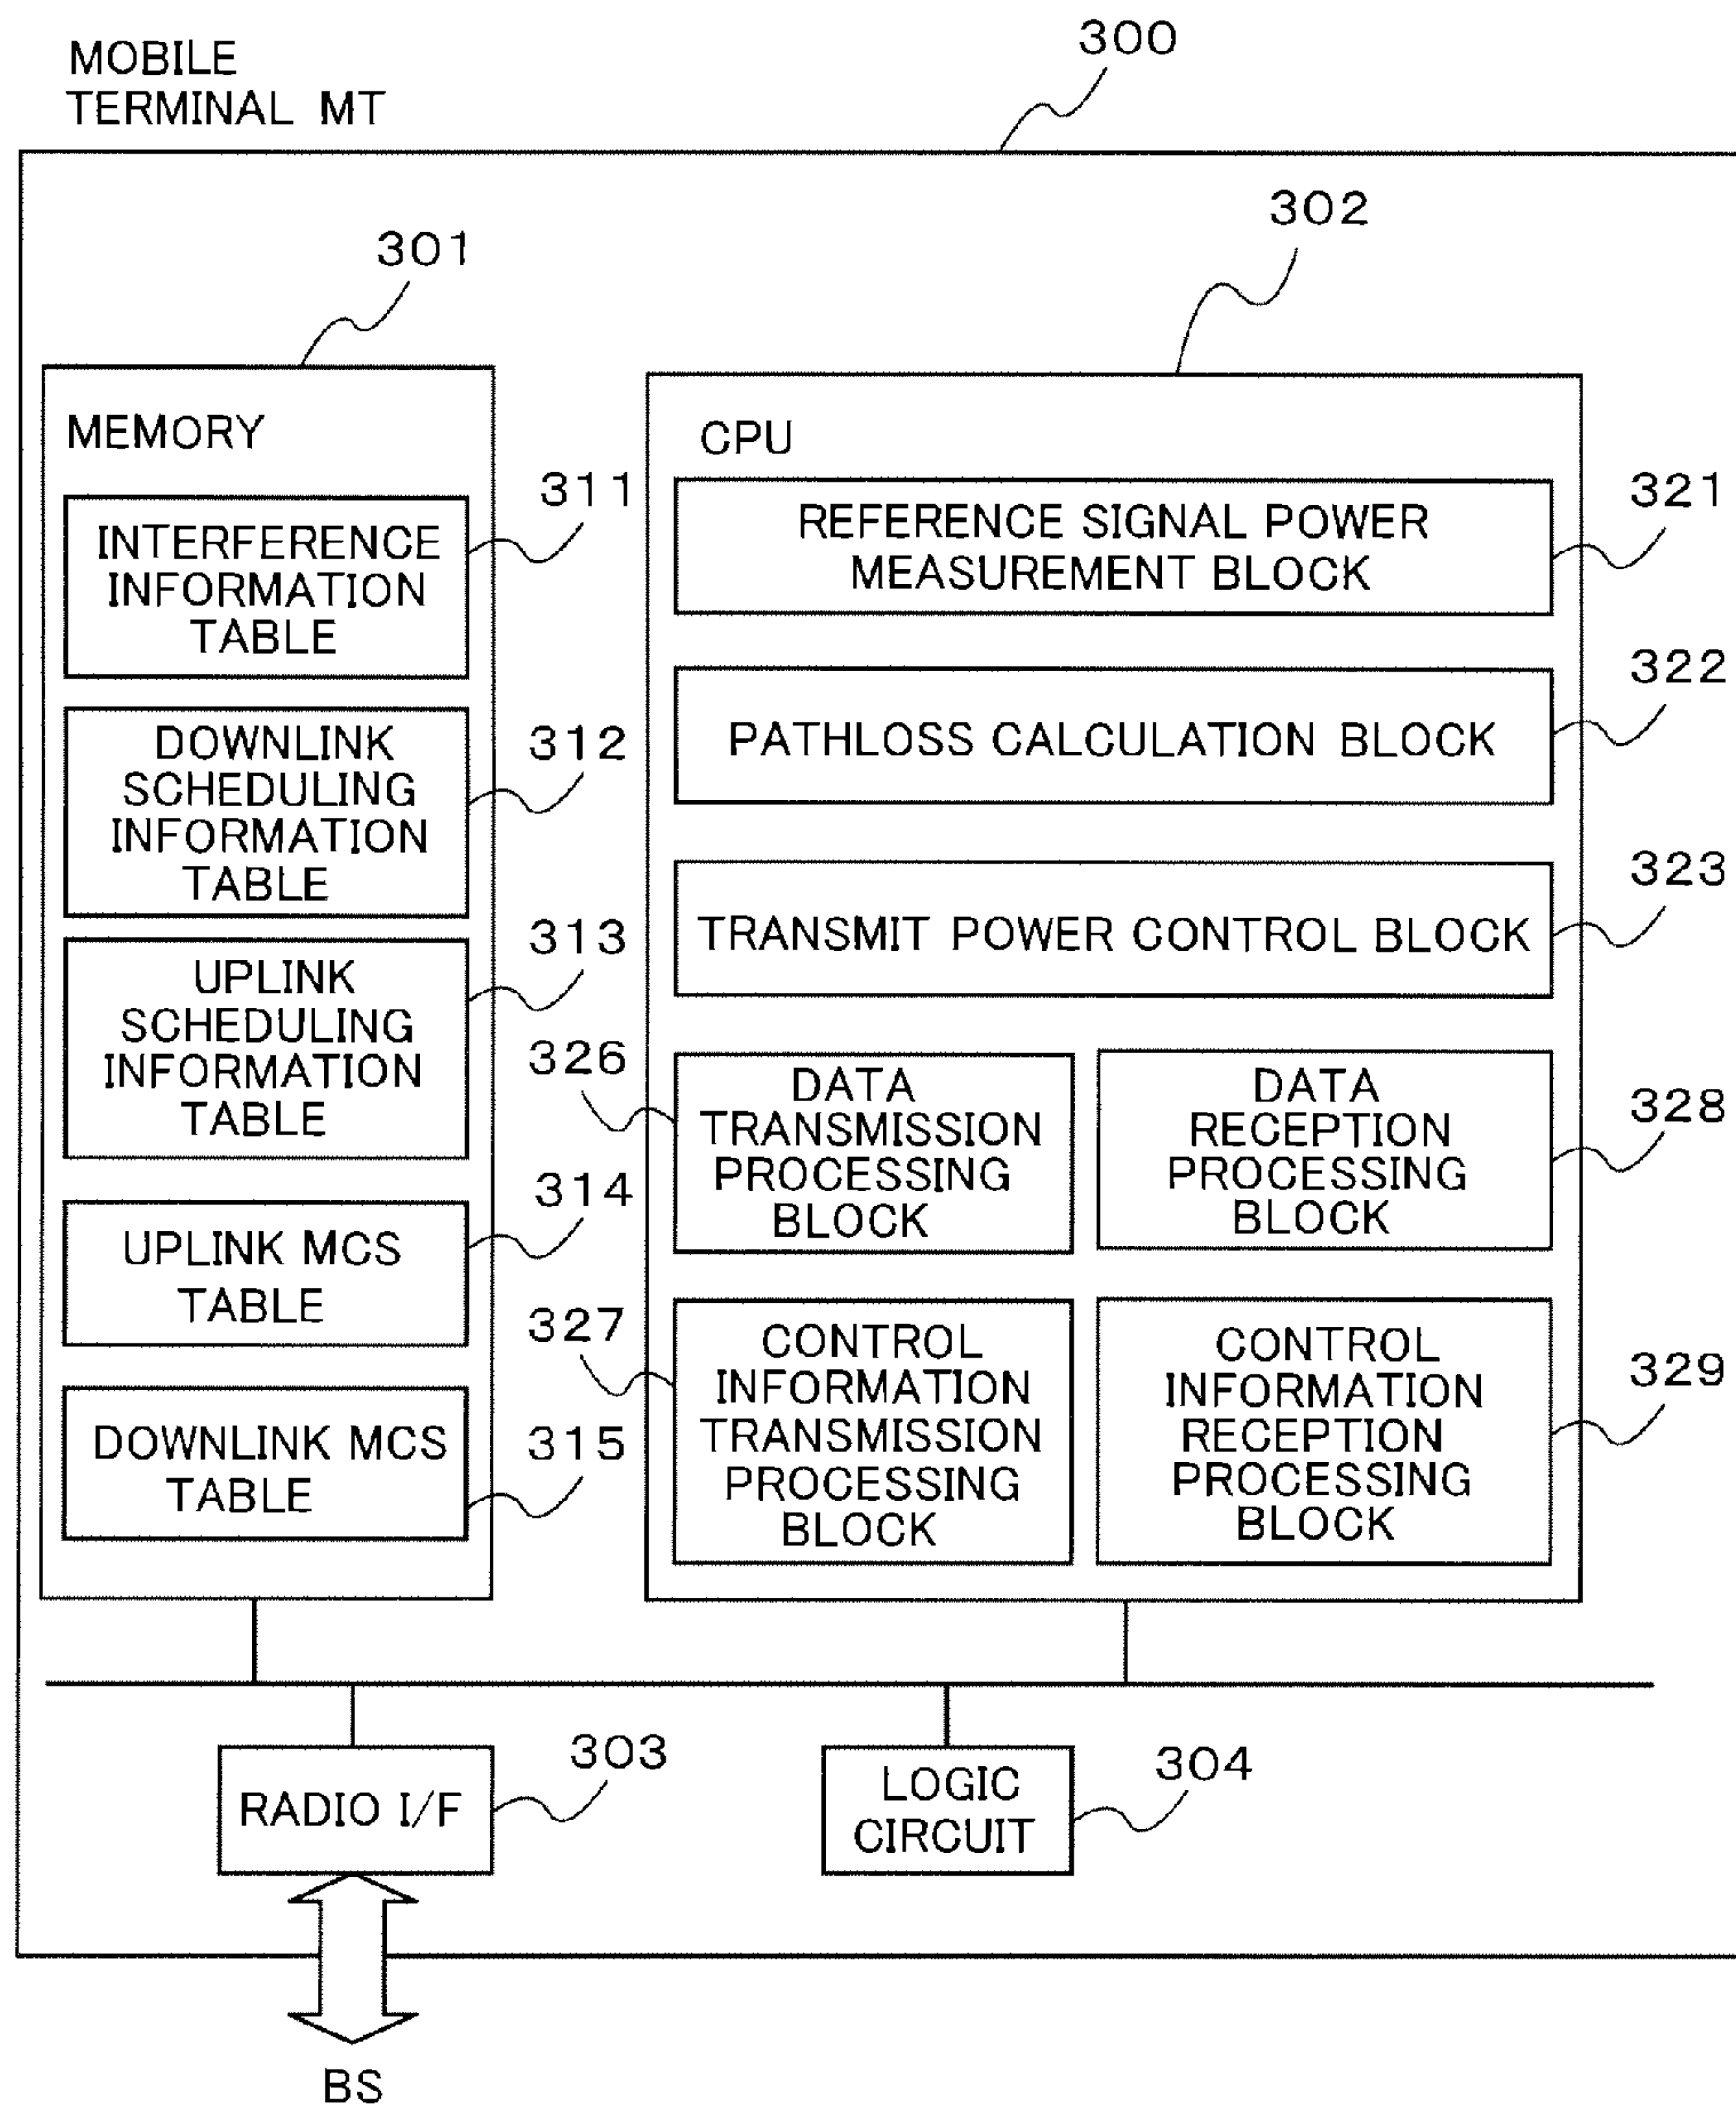 MOBILE
TERMINAL MT
300
301
302
MEMORY
INTERFERENCE
INFORMATION
TABLE
311
DOWNLINK
SCHEDULING
INFORMATION
TABLE
312
UPLINK
SCHEDULING
INFORMATION
TABLE
313
UPLINK MCS
TABLE
314
DOWNLINK MCS
TABLE
315
CPU
REFERENCE SIGNAL POWER
MEASUREMENT BLOCK
321
PATHLOSS CALCULATION BLOCK
322
TRANSMIT POWER CONTROL BLOCK
323
326
DATA
TRANSMISSION
PROCESSING
BLOCK
DATA
RECEPTION
PROCESSING
BLOCK
328
327
CONTROL
INFORMATION
TRANSMISSION
PROCESSING
BLOCK
CONTROL
INFORMATION
RECEPTION
PROCESSING
BLOCK
329
RADIO I/F
303
LOGIC
CIRCUIT
304
BS